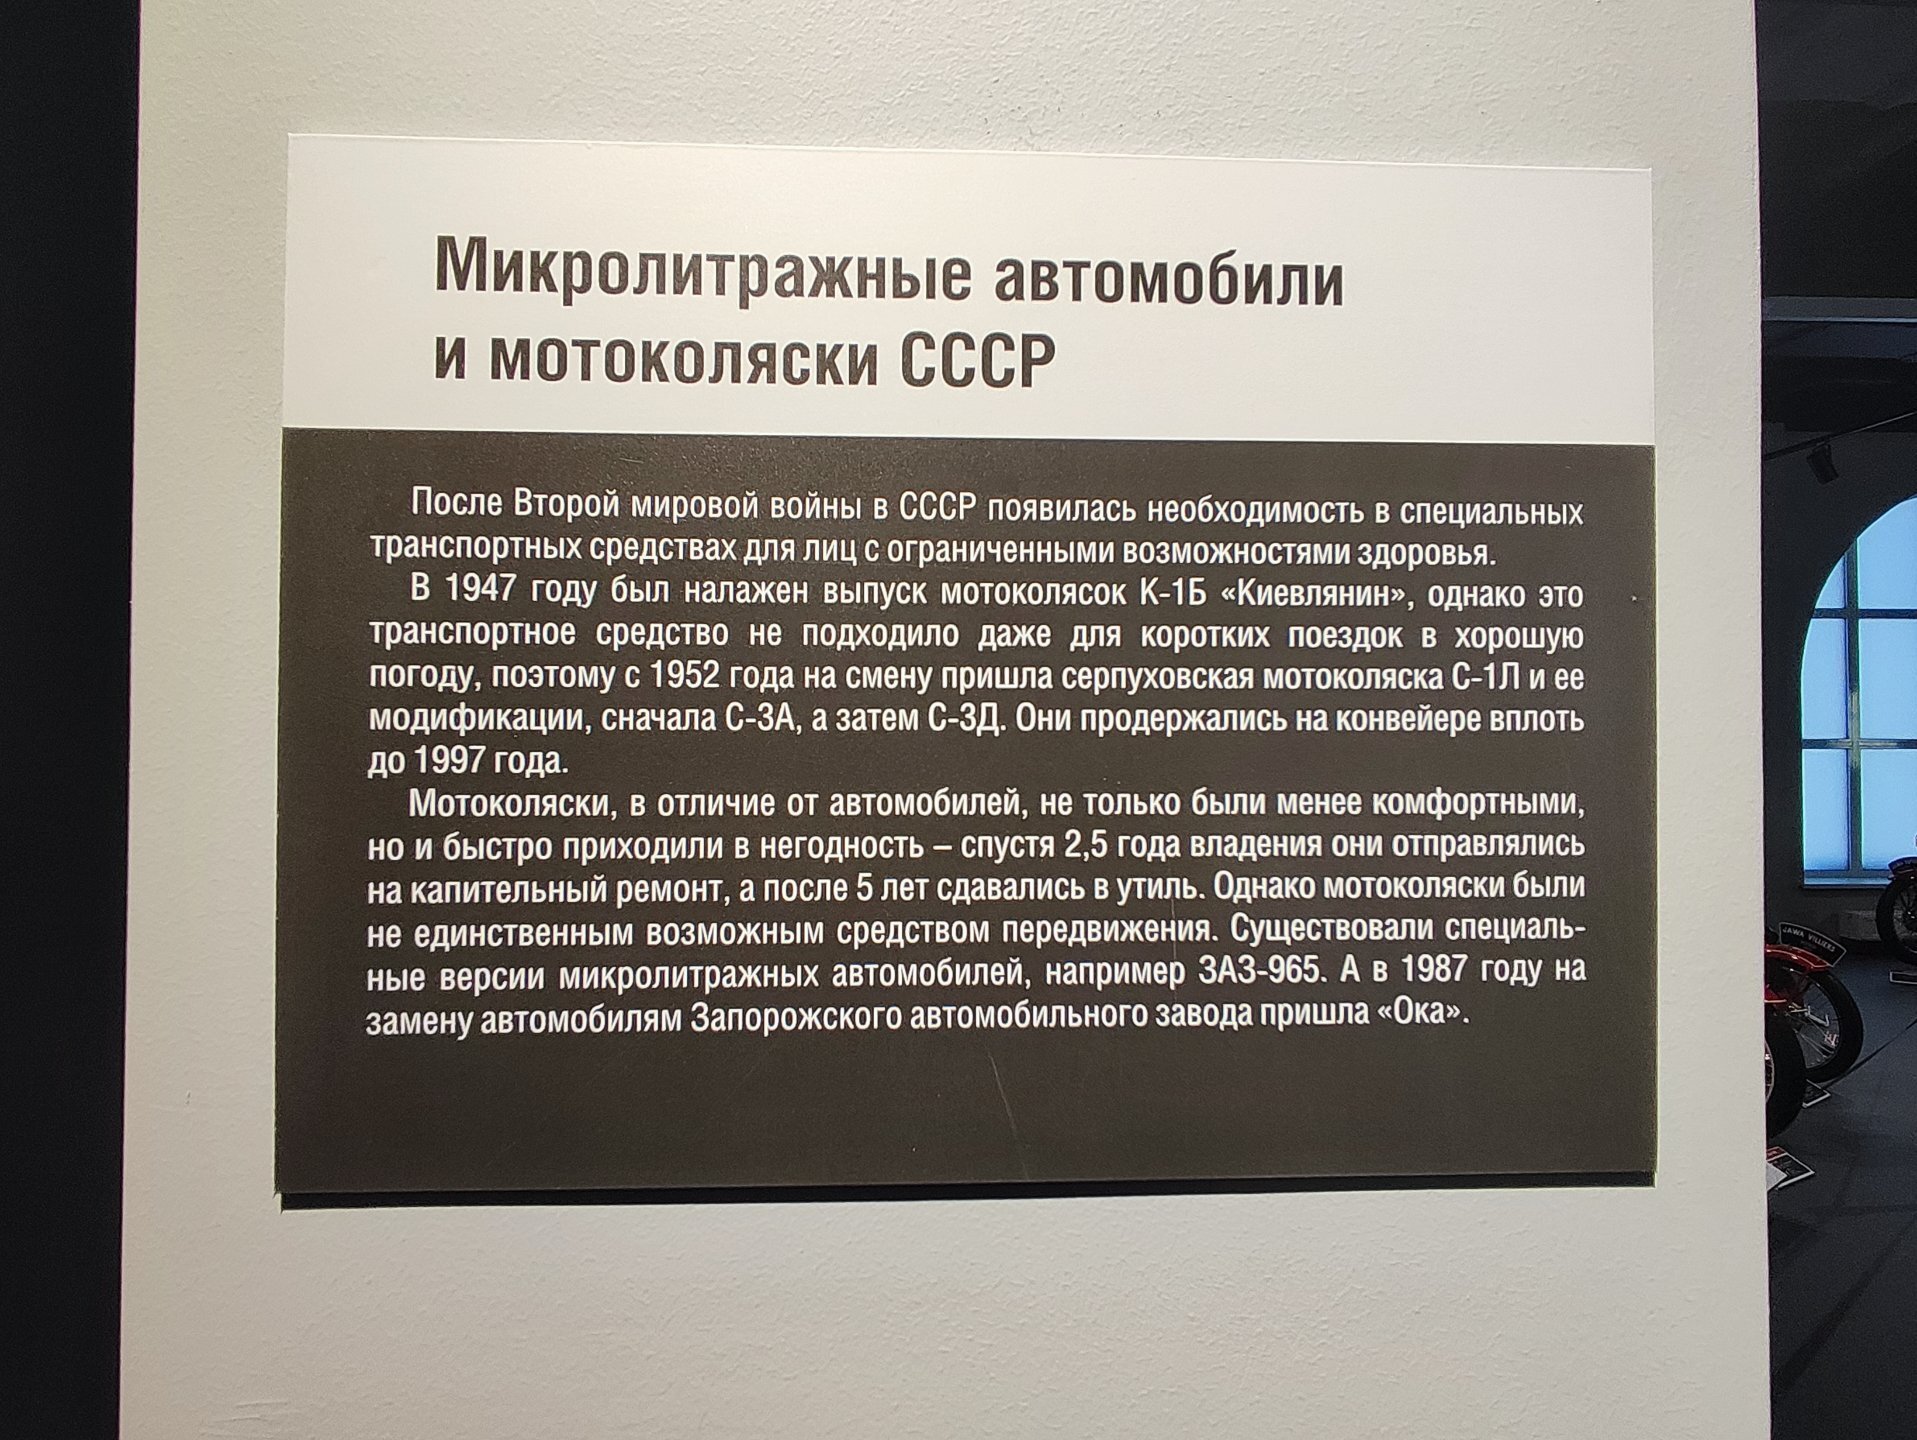 Микролитражные автомобили
и мотоколяски СССР
После Второй мировой войны в СССР появилась необходимость в специальных
транспортных средствах для лиц с ограниченными возможностями здоровья.
В 1947 году был налажен выпуск мотоколясок К-1Б «Киевлянин», однако это
транспортное средство не подходило даже для коротких поездок в хорошую
погоду, поэтому с 1952 года на смену пришла серпуховская мотоколяска С-1Л и ее
модификации, сначала С-3А, а затем С-3Д. Они продержались на конвейере вплоть
до 1997 года.
Мотоколяски, в отличие от автомобилей, не только были менее комфортными,
но и быстро приходили в негодность – спустя 2,5 года владения они отправлялись
на капительный ремонт, а после 5 лет сдавались в утиль. Однако мотоколяски были
не единственным возможным средством передвижения. Существовали специаль-
ные версии микролитражных автомобилей, например ЗАЗ-965. А в 1987 году на
замену автомобилям Запорожского автомобильного завода пришла «Ока».
JAWA VILLIERS